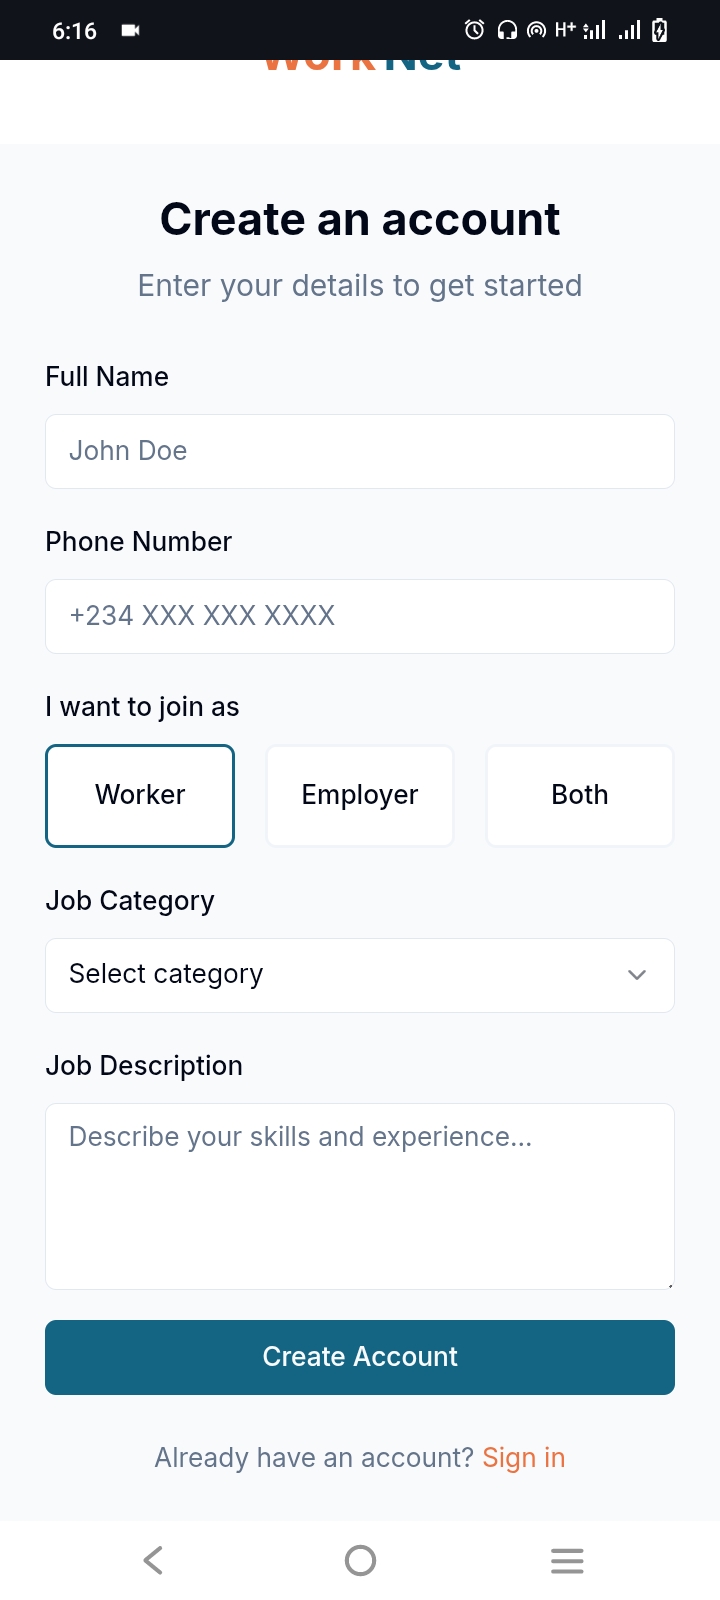 6:16
H+
Work Net
Create an account
Enter your details to get started
Full Name
John Doe
Phone Number
+234 XXX XXX XXXX
I want to join as
Worker Employer Both
Job Category
Select category
Job Description
Describe your skills and experience...
Create Account
Already have an account? Sign in